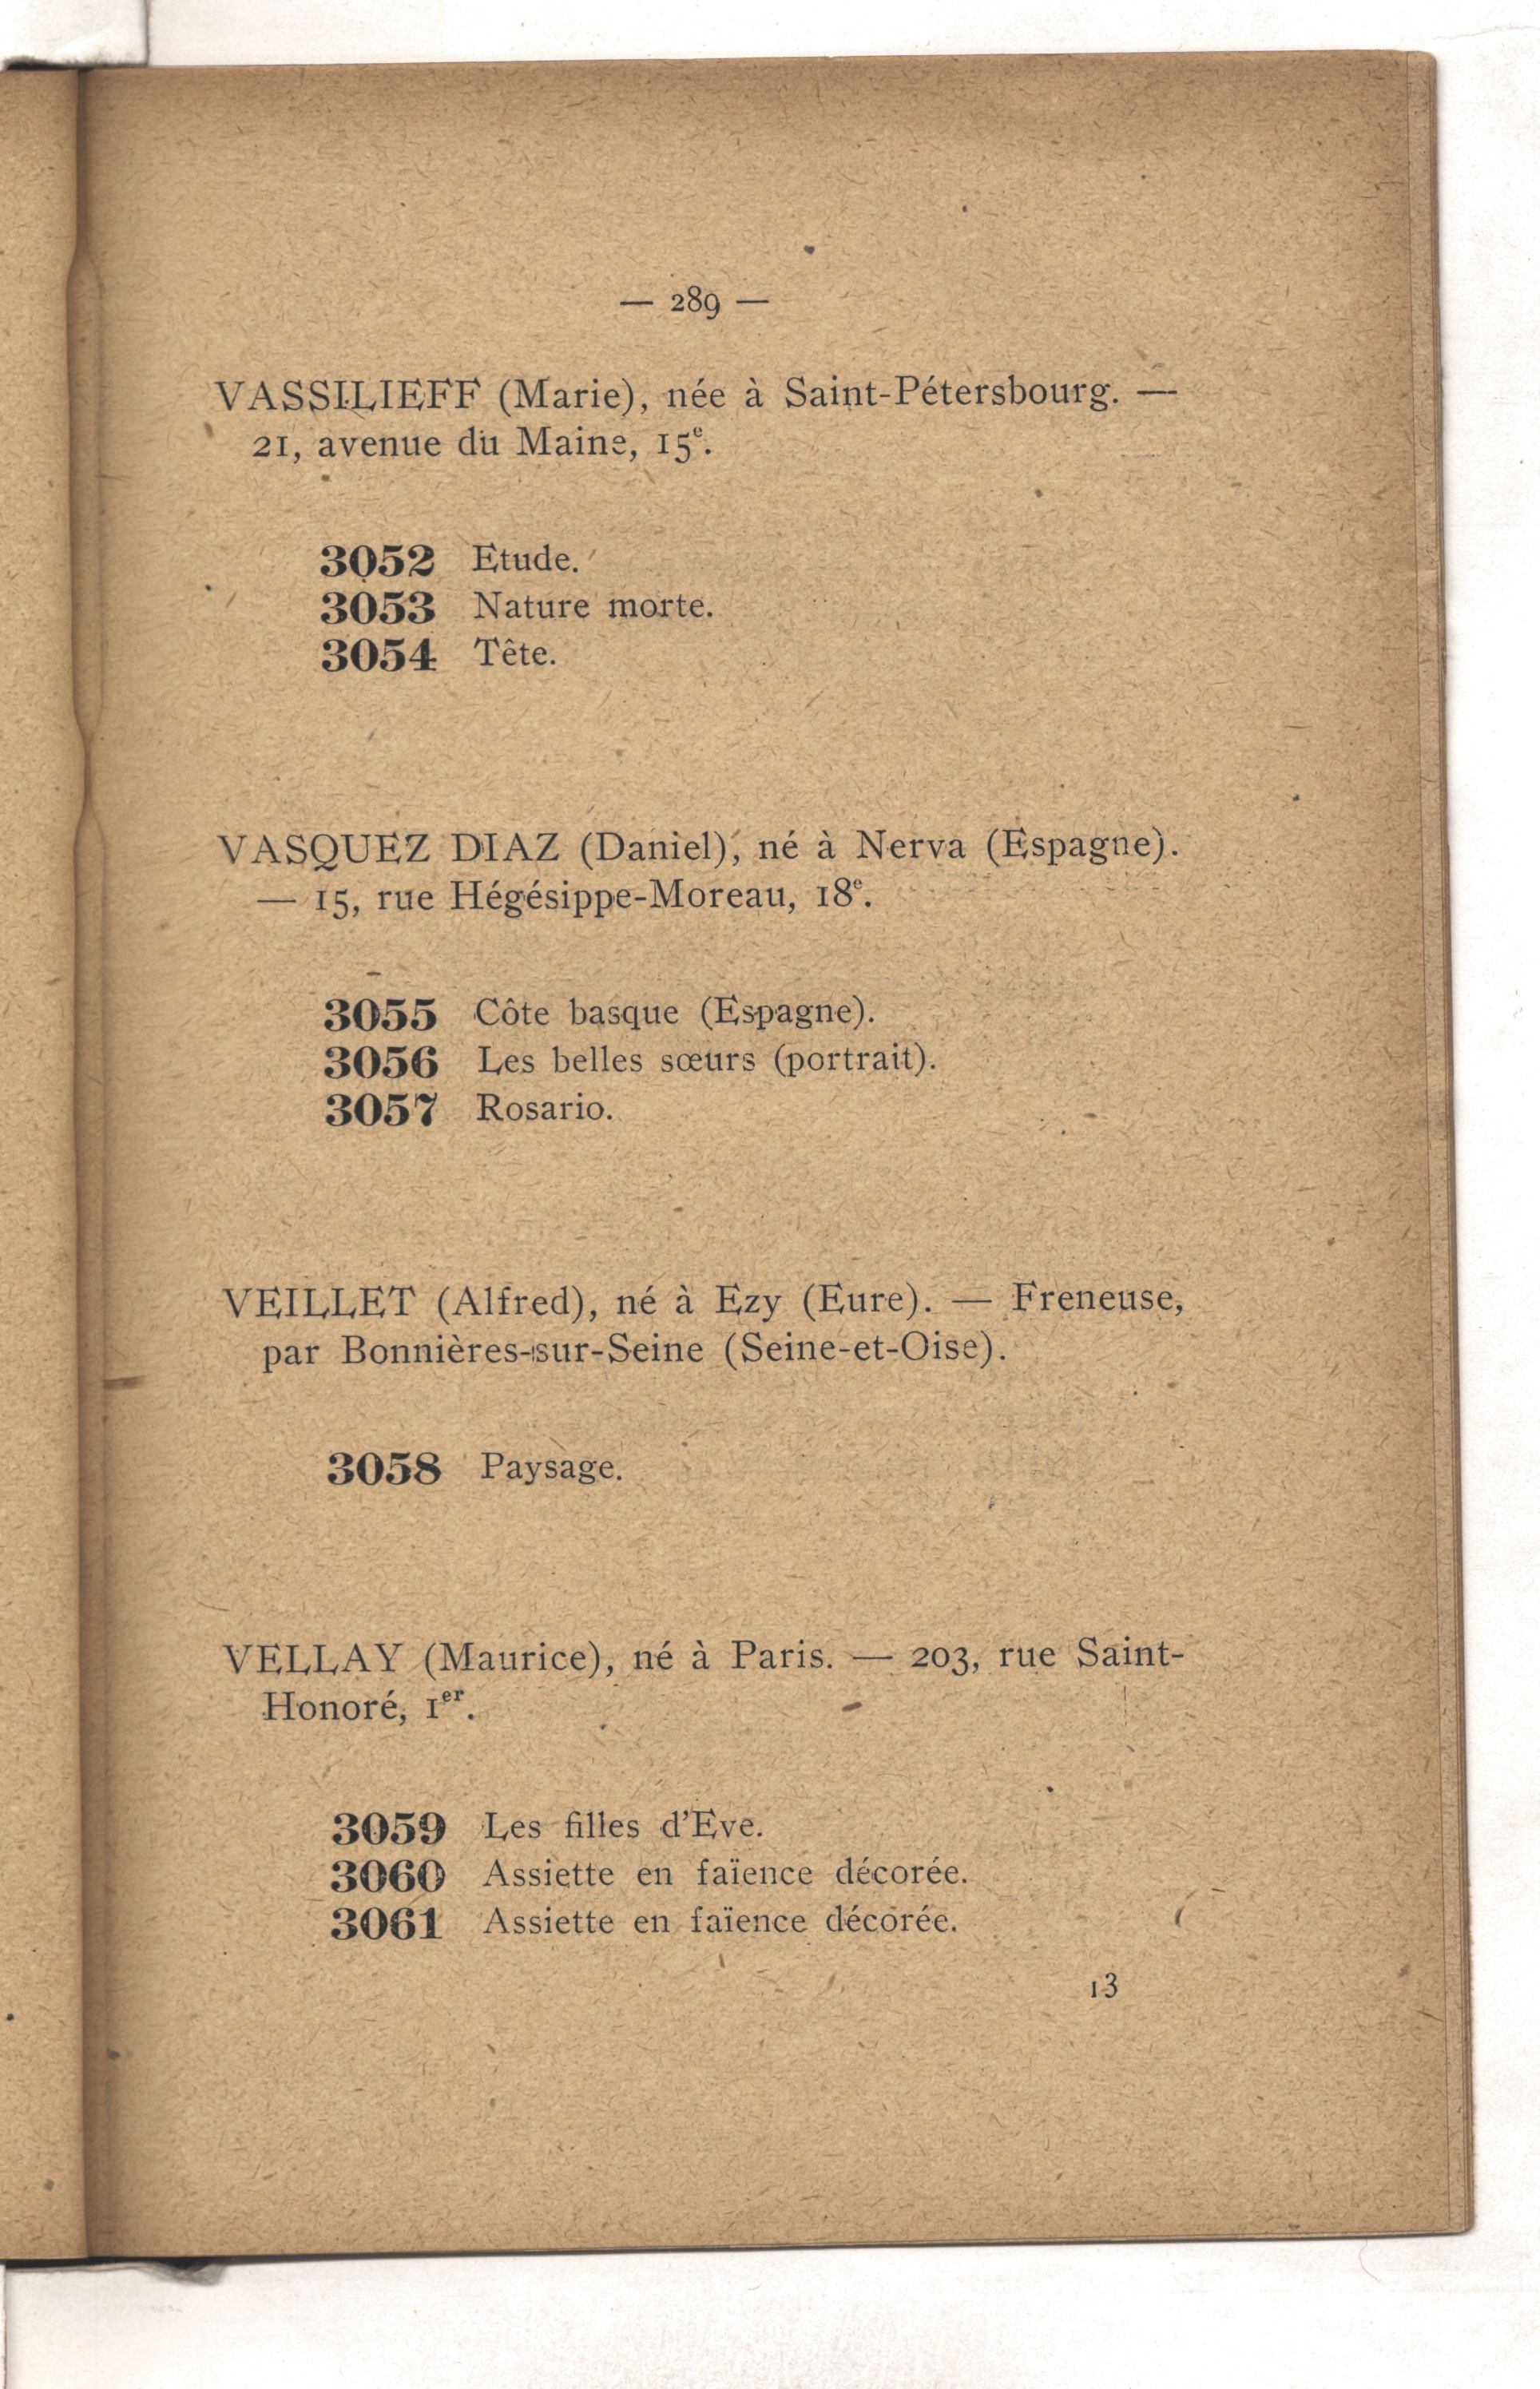 — 289 —
VASSILIEFF (Marie), née à Saint-Pétersbourg. —
21, avenue du Maine, 15e.
3052 Etude.
3053 Nature morte.
3054 Tête.
VASQUEZ DIAZ (Daniel), né à Nerva (Espagne).
— 15, rue Hégésippe-Moreau, 18e.
3055 Côte basque (Espagne).
3056 Les belles sœurs (portrait).
3057 Rosario.
VEILLET (Alfred), né à Ezy (Eure). — Freneuse,
par Bonnières-sur-Seine (Seine-et-Oise).
3058 Paysage.
VELLAY (Maurice), né à Paris. — 203, rue Saint-
Honoré, 1er.
3059 Les filles d'Eve.
3060 Assiette en faïence décorée.
3061 Assiette en faïence décorée.
13